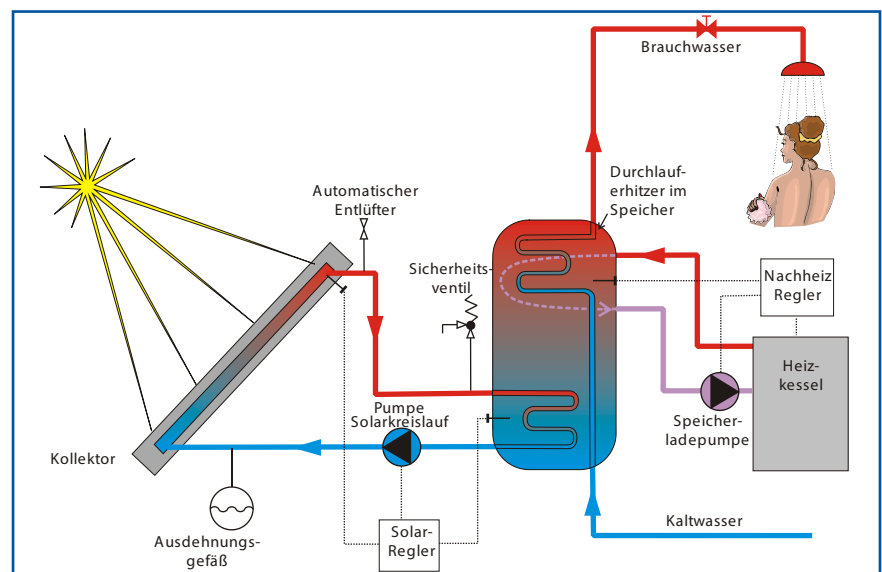 Brauchwasser
Durchlauf-
erhitzer im
Speicher
Automatischer
Entlüfter
Sicherheits-
ventil
Nachheiz
Regler
Heiz-
kessel
Pumpe
Solarkreislauf
Speicher-
ladepumpe
Kollektor
Kaltwasser
Ausdehnungs-
gefäß
Solar-
Regler